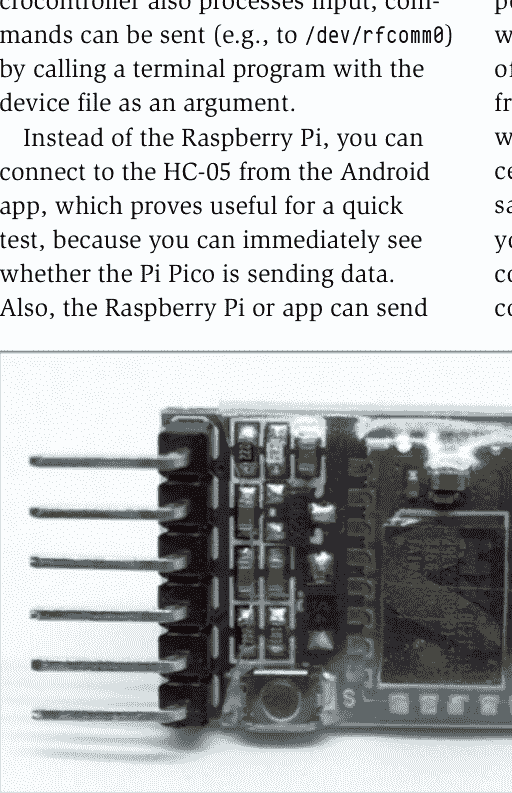 crocontroller also processes input, com-
mands can be sent (e.g., to /dev/rfcomm0)
by calling a terminal program with the
device file as an argument.
Instead of the Raspberry Pi, you can
connect to the HC-05 from the Android
app, which proves useful for a quick
test, because you can immediately see
whether the Pi Pico is sending data.
Also, the Raspberry Pi or app can send
S